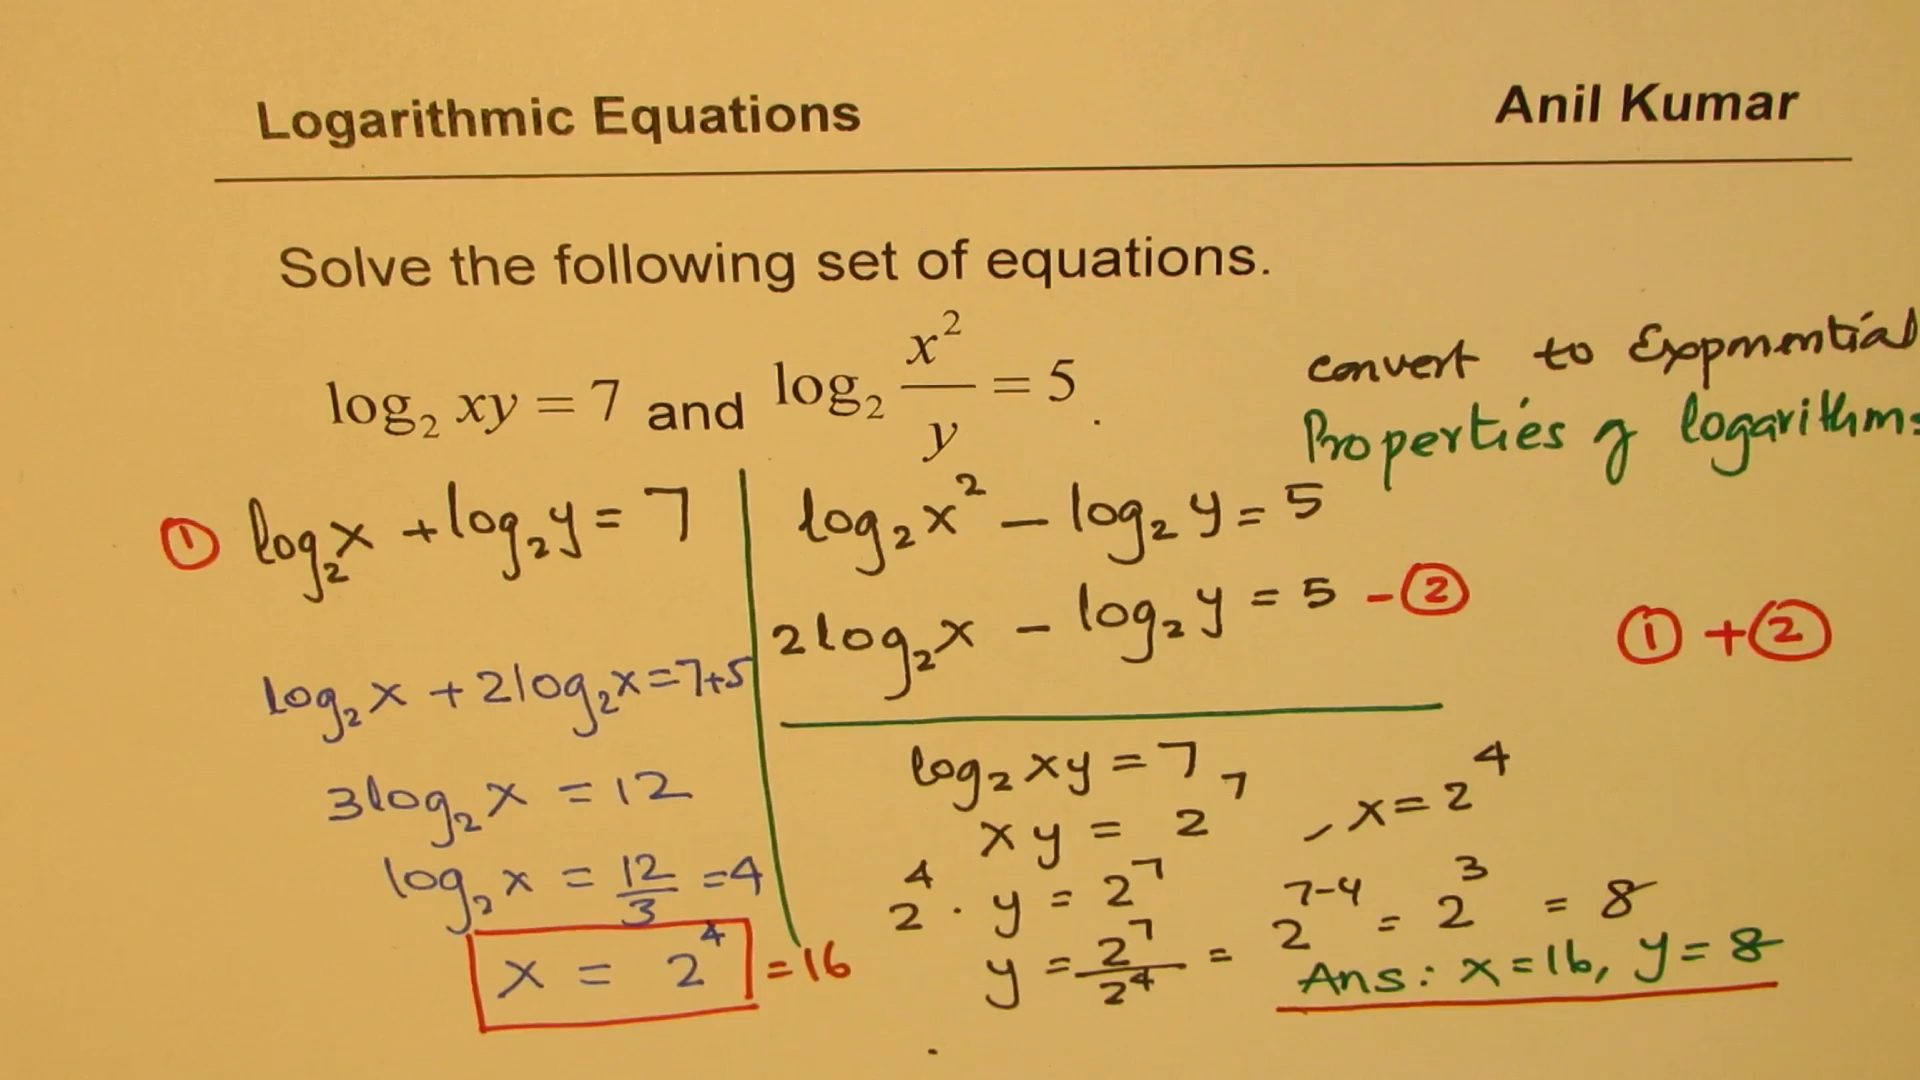 Logarithmic Equations Anil Kumar
Solve the following set of equations.
log₂ xy = 7 and log₂ x²/y = 5.
convert to Exponential
Properties of logarithms
① log₂x + log₂y = 7
log₂x² − log₂y = 5
2log₂x − log₂y = 5 − ②
① + ②
log₂x + 2log₂x = 7+5
3log₂x = 12
log₂x = 12/3 = 4
x = 2⁴ = 16
log₂xy = 7
xy = 2⁷, x = 2⁴
2⁴ · y = 2⁷
y = 2⁷/2⁴ = 2⁷⁻⁴ = 2³ = 8
Ans: x = 16, y = 8